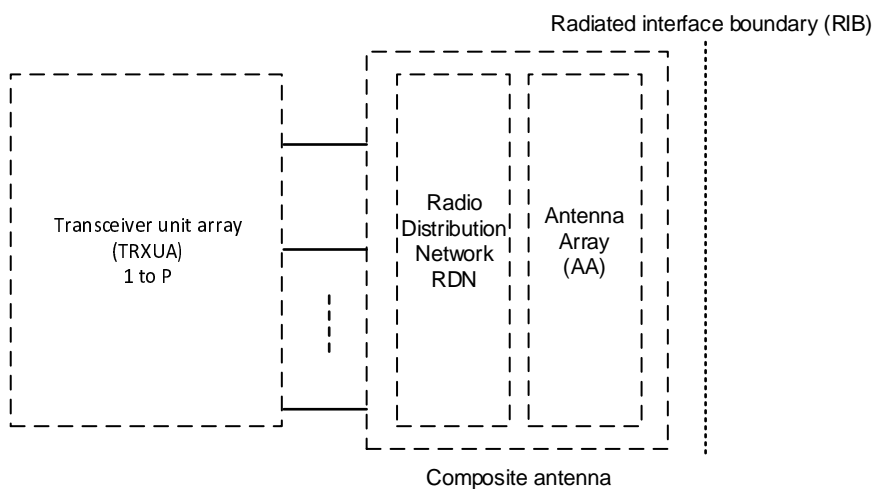 Radiated interface boundary (RIB)
Transceiver unit array
(TRXUA)
1 to P
Radio
Distribution
Network
RDN
Antenna
Array
(AA)
Composite antenna